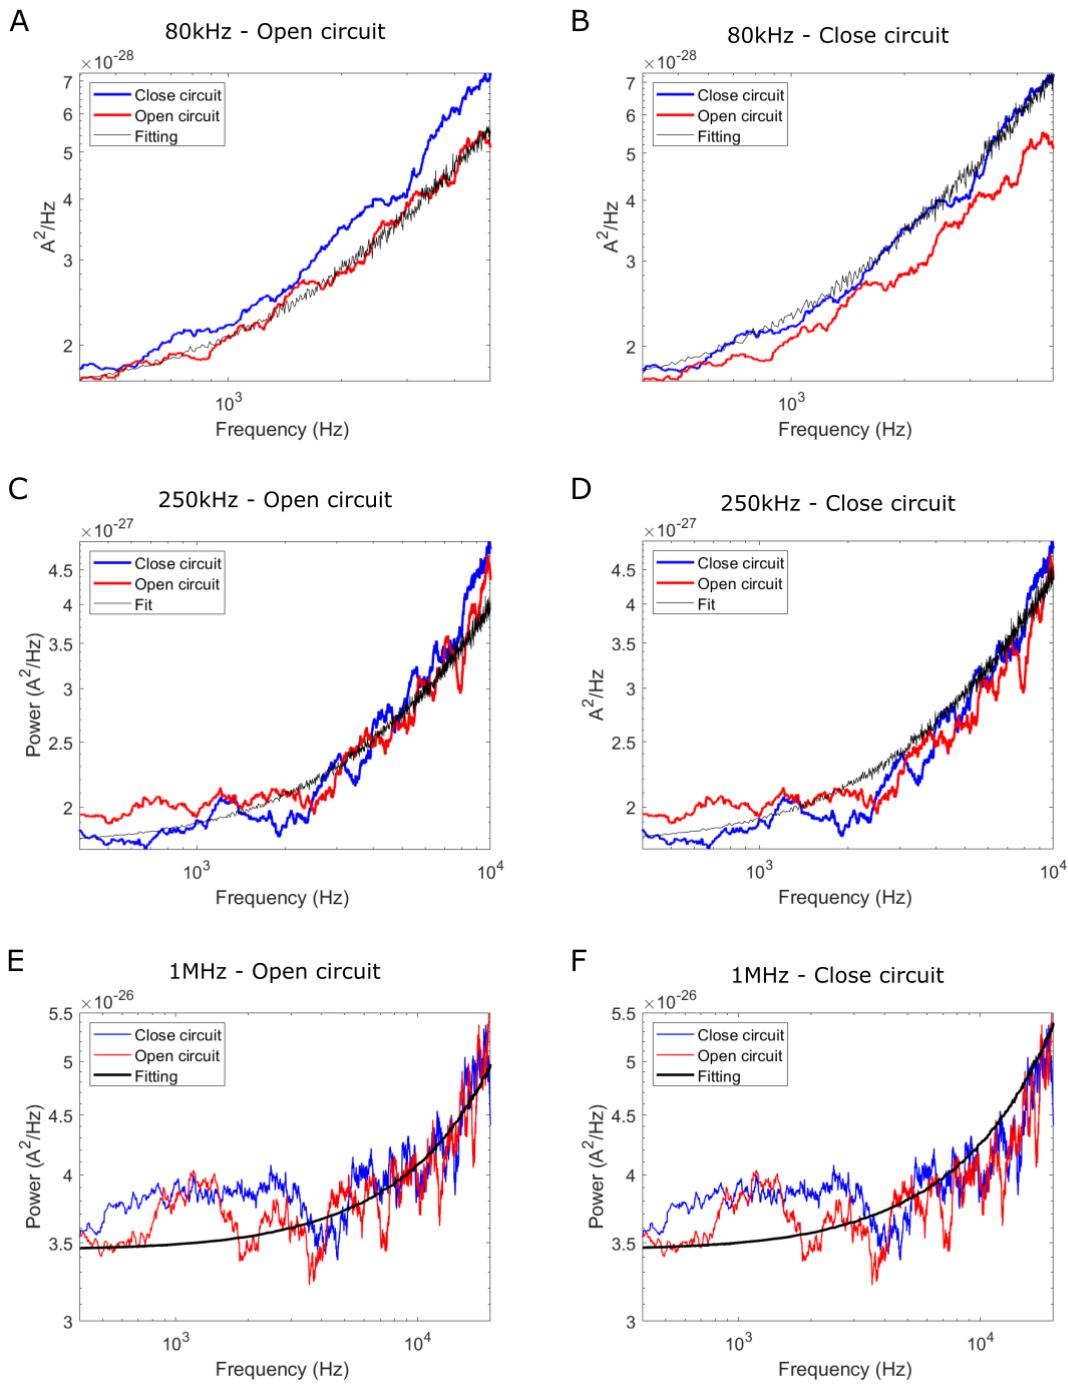 A
80kHz - Open circuit
×10^-28
7
6
5
4
3
2
A^2/Hz
Close circuit
Open circuit
Fitting
10^3
Frequency (Hz)
B
80kHz - Close circuit
×10^-28
7
6
5
4
3
2
A^2/Hz
Close circuit
Open circuit
Fitting
10^3
Frequency (Hz)
C
250kHz - Open circuit
×10^-27
4.5
4
3.5
3
2.5
2
Power (A^2/Hz)
Close circuit
Open circuit
Fit
10^3
10^4
Frequency (Hz)
D
250kHz - Close circuit
×10^-27
4.5
4
3.5
3
2.5
2
A^2/Hz
Close circuit
Open circuit
Fit
10^3
10^4
Frequency (Hz)
E
1MHz - Open circuit
×10^-26
5.5
5
4.5
4
3.5
3
Power (A^2/Hz)
Close circuit
Open circuit
Fitting
10^3
10^4
Frequency (Hz)
F
1MHz - Close circuit
×10^-26
5.5
5
4.5
4
3.5
3
Power (A^2/Hz)
Close circuit
Open circuit
Fitting
10^3
10^4
Frequency (Hz)